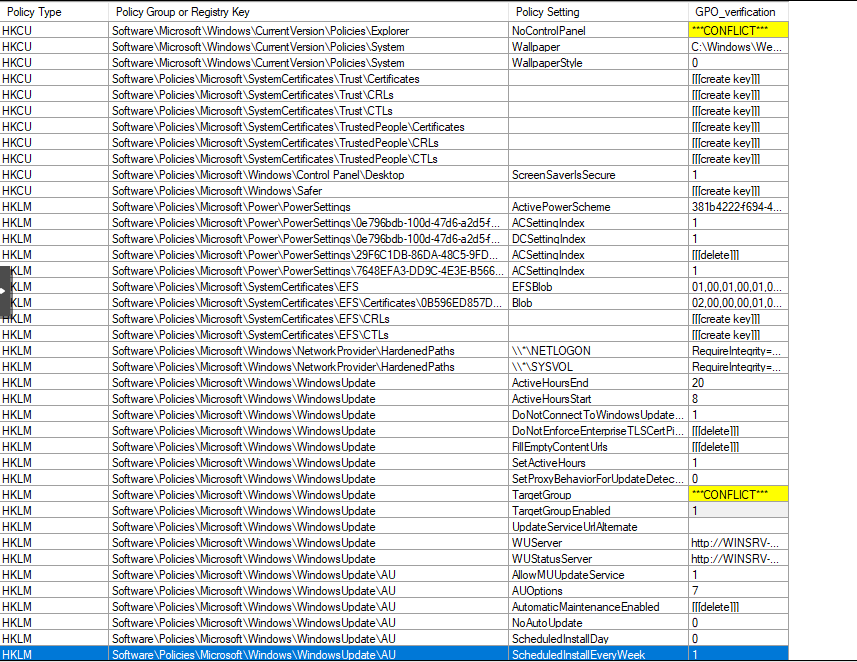 Policy Type Policy Group or Registry Key Policy Setting GPO_verification
HKCU Software\Microsoft\Windows\CurrentVersion\Policies\Explorer NoControlPanel ***CONFLICT***
HKCU Software\Microsoft\Windows\CurrentVersion\Policies\System Wallpaper C:\Windows\We...
HKCU Software\Microsoft\Windows\CurrentVersion\Policies\System WallpaperStyle 0
HKCU Software\Policies\Microsoft\SystemCertificates\Trust\Certificates [[[create key]]]
HKCU Software\Policies\Microsoft\SystemCertificates\Trust\CRLs [[[create key]]]
HKCU Software\Policies\Microsoft\SystemCertificates\Trust\CTLs [[[create key]]]
HKCU Software\Policies\Microsoft\SystemCertificates\TrustedPeople\Certificates [[[create key]]]
HKCU Software\Policies\Microsoft\SystemCertificates\TrustedPeople\CRLs [[[create key]]]
HKCU Software\Policies\Microsoft\SystemCertificates\TrustedPeople\CTLs [[[create key]]]
HKCU Software\Policies\Microsoft\Windows\Control Panel\Desktop ScreenSaverIsSecure 1
HKCU Software\Policies\Microsoft\Windows\Safer [[[create key]]]
HKLM Software\Policies\Microsoft\Power\PowerSettings ActivePowerScheme 381b4222-f694-4...
HKLM Software\Policies\Microsoft\Power\PowerSettings\0e796bdb-100d-47d6-a2d5-f... ACSettingIndex 1
HKLM Software\Policies\Microsoft\Power\PowerSettings\0e796bdb-100d-47d6-a2d5-f... DCSettingIndex 1
HKLM Software\Policies\Microsoft\Power\PowerSettings\29F6C1DB-86DA-48C5-9FD... ACSettingIndex [[[delete]]]
HKLM Software\Policies\Microsoft\Power\PowerSettings\7648EFA3-DD9C-4E3E-B566... ACSettingIndex 1
HKLM Software\Policies\Microsoft\SystemCertificates\EFS EFSBlob 01,00,01,00,01,0...
HKLM Software\Policies\Microsoft\SystemCertificates\EFS\Certificates\0B596ED857D... Blob 02,00,00,00,01,0...
HKLM Software\Policies\Microsoft\SystemCertificates\EFS\CRLs [[[create key]]]
HKLM Software\Policies\Microsoft\SystemCertificates\EFS\CTLs [[[create key]]]
HKLM Software\Policies\Microsoft\Windows\NetworkProvider\HardenedPaths \\*\NETLOGON RequireIntegrity=...
HKLM Software\Policies\Microsoft\Windows\NetworkProvider\HardenedPaths \\*\SYSVOL RequireIntegrity=...
HKLM Software\Policies\Microsoft\Windows\WindowsUpdate ActiveHoursEnd 20
HKLM Software\Policies\Microsoft\Windows\WindowsUpdate ActiveHoursStart 8
HKLM Software\Policies\Microsoft\Windows\WindowsUpdate DoNotConnectToWindowsUpdate... 1
HKLM Software\Policies\Microsoft\Windows\WindowsUpdate DoNotEnforceEnterpriseTLSCertPi... [[[delete]]]
HKLM Software\Policies\Microsoft\Windows\WindowsUpdate FillEmptyContentUrls [[[delete]]]
HKLM Software\Policies\Microsoft\Windows\WindowsUpdate SetActiveHours 1
HKLM Software\Policies\Microsoft\Windows\WindowsUpdate SetProxyBehaviorForUpdateDetec... 0
HKLM Software\Policies\Microsoft\Windows\WindowsUpdate TargetGroup ***CONFLICT***
HKLM Software\Policies\Microsoft\Windows\WindowsUpdate TargetGroupEnabled 1
HKLM Software\Policies\Microsoft\Windows\WindowsUpdate UpdateServiceUrlAlternate
HKLM Software\Policies\Microsoft\Windows\WindowsUpdate WUServer http://WINSRV-...
HKLM Software\Policies\Microsoft\Windows\WindowsUpdate WUStatusServer http://WINSRV-...
HKLM Software\Policies\Microsoft\Windows\WindowsUpdate\AU AllowMUUpdateService 1
HKLM Software\Policies\Microsoft\Windows\WindowsUpdate\AU AUOptions 7
HKLM Software\Policies\Microsoft\Windows\WindowsUpdate\AU AutomaticMaintenanceEnabled [[[delete]]]
HKLM Software\Policies\Microsoft\Windows\WindowsUpdate\AU NoAutoUpdate 0
HKLM Software\Policies\Microsoft\Windows\WindowsUpdate\AU ScheduledInstallDay 0
HKLM Software\Policies\Microsoft\Windows\WindowsUpdate\AU ScheduledInstallEveryWeek 1